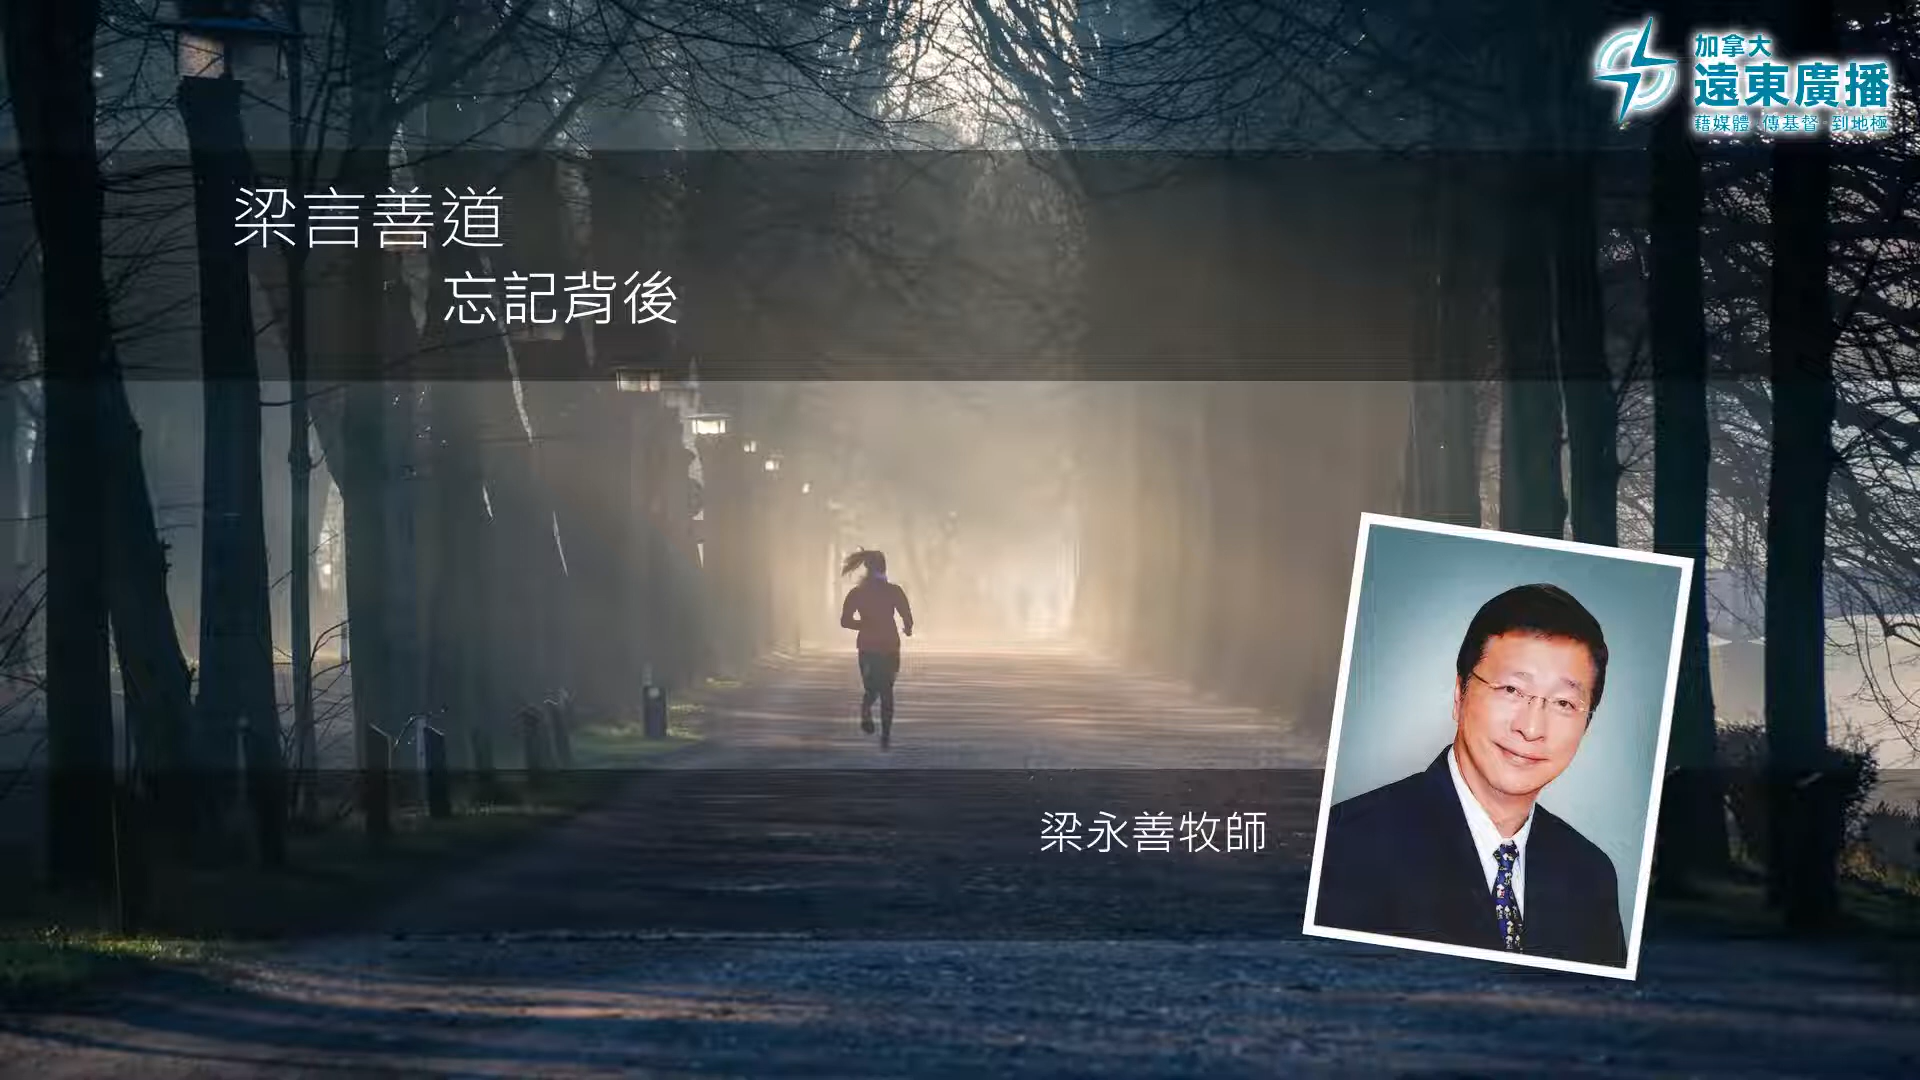 加拿大
遠東廣播
藉媒體·傳基督·到地極
梁言善道
忘記背後
梁永善牧師